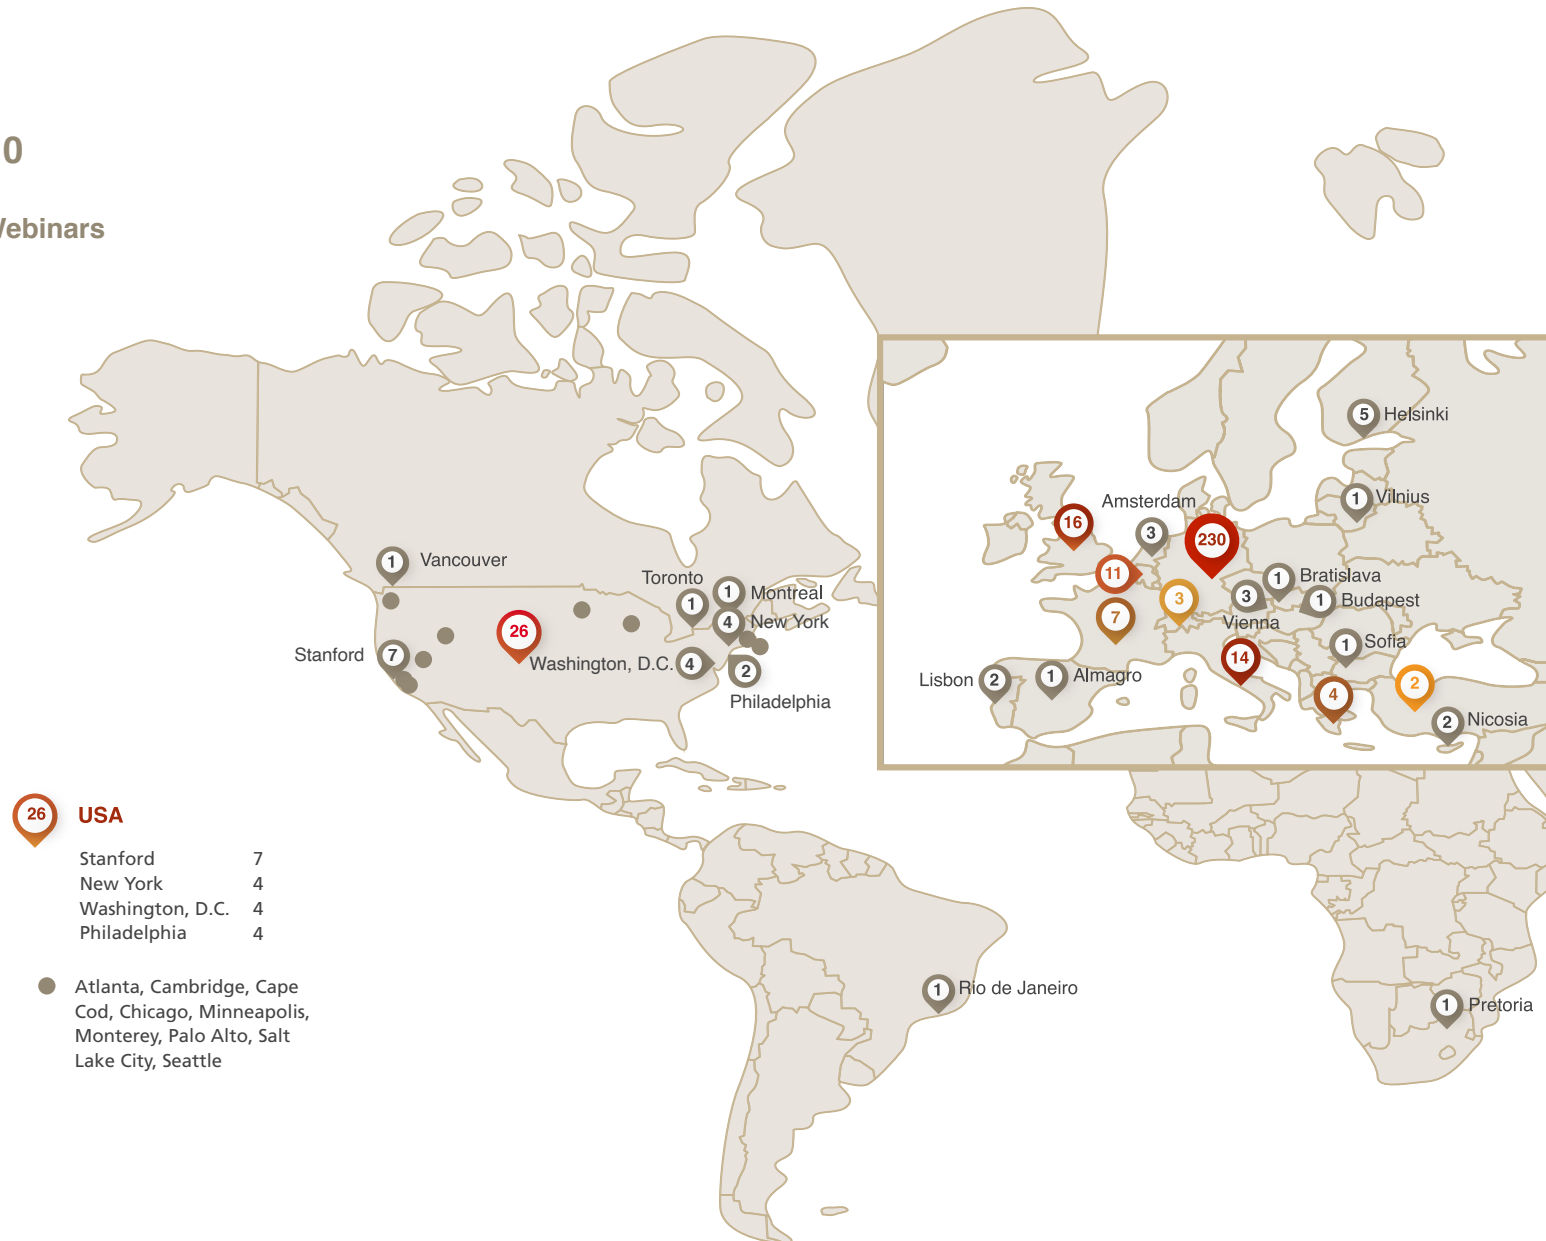 0
Vebinars
5 Helsinki
1 Vilnius
Amsterdam
16
3
230
11
1 Bratislava
3
3
1 Budapest
7
Vienna
1 Sofia
14
Lisbon 2
1 Almagro
4
2
2 Nicosia
1 Vancouver
Toronto
1
1 Montreal
4 New York
26
Stanford 7
Washington, D.C. 4
2
Philadelphia
26 USA
Stanford 7
New York 4
Washington, D.C. 4
Philadelphia 4
Atlanta, Cambridge, Cape
Cod, Chicago, Minneapolis,
Monterey, Palo Alto, Salt
Lake City, Seattle
1 Rio de Janeiro
1 Pretoria